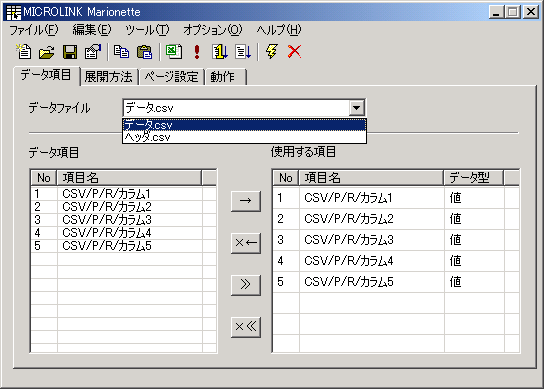 MICROLINK Marionette
ファイル(F) 編集(E) ツール(T) オプション(O) ヘルプ(H)
データ項目 展開方法 ページ設定 動作
データファイル データ.csv
データ.csv
ヘッダ.csv
データ項目
No 項目名
1 CSV/P/R/カラム1
2 CSV/P/R/カラム2
3 CSV/P/R/カラム3
4 CSV/P/R/カラム4
5 CSV/P/R/カラム5
→
×←
≫
×≪
使用する項目
No 項目名 データ型
1 CSV/P/R/カラム1 値
2 CSV/P/R/カラム2 値
3 CSV/P/R/カラム3 値
4 CSV/P/R/カラム4 値
5 CSV/P/R/カラム5 値